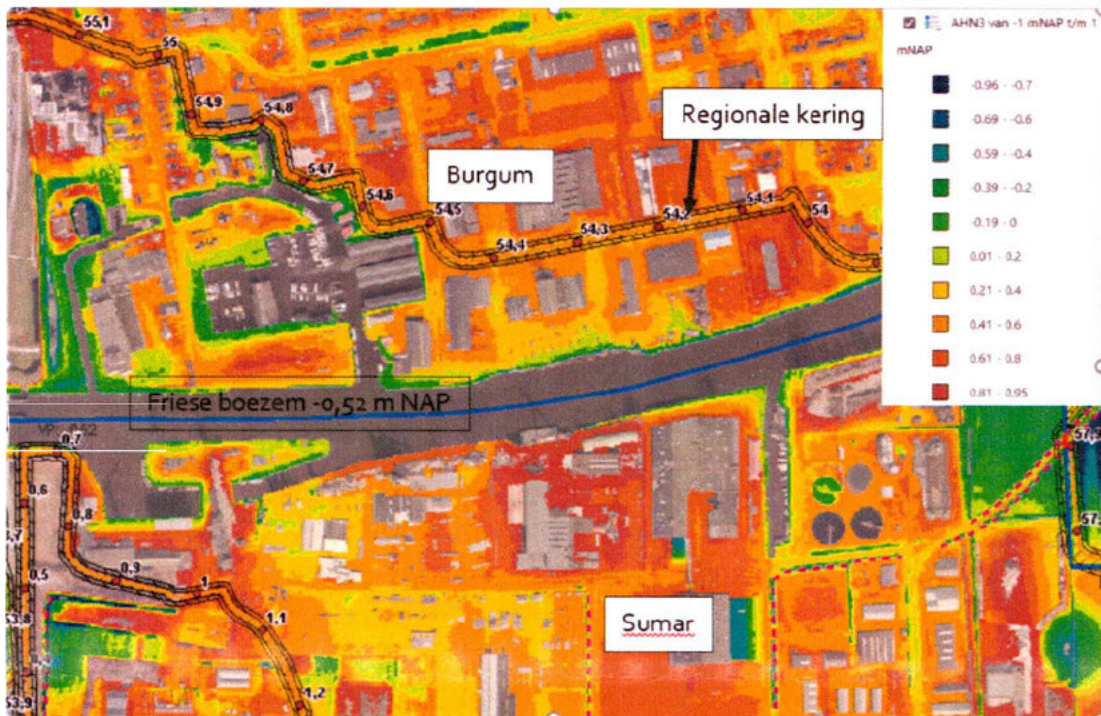 55,1
55
54,9
54,8
54,7
54,6
54,5
54,4
54,3
54,2
54,1
54
Burgum
Regionale kering
AHN3 van -1 mNAP t/m 1
mNAP
-0.96 - -0.7
-0.69 - -0.6
-0.59 - -0.4
-0.39 - -0.2
-0.19 - 0
0.01 - 0.2
0.21 - 0.4
0.41 - 0.6
0.61 - 0.8
0.81 - 0.95
Friese boezem -0,52 m NAP
0,7
0,6
0,8
0,5
0,9
1
1,1
1,2
53,8
53,9
Sumar